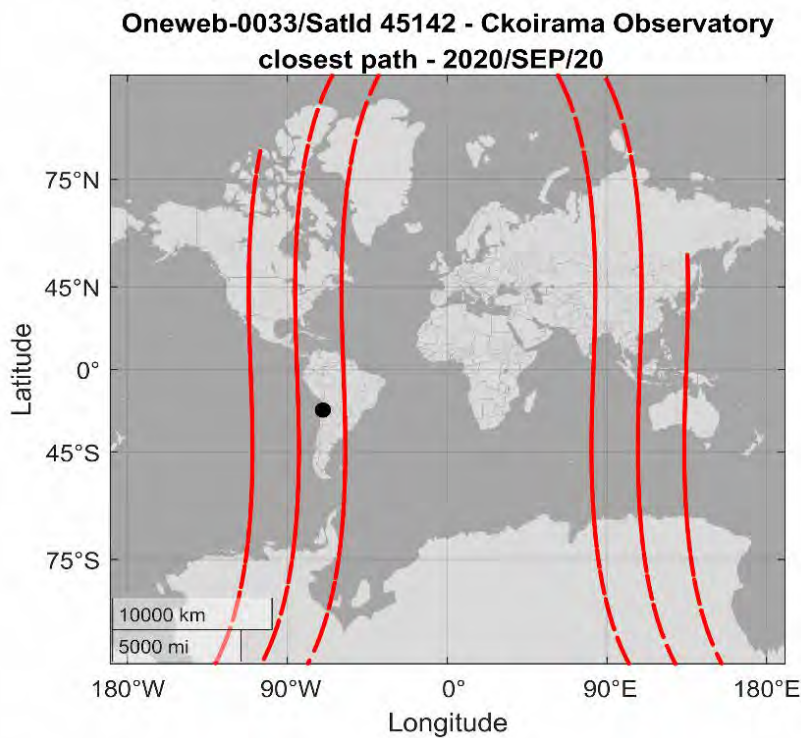 Oneweb-0033/SatId 45142 - Ckoirama Observatory
closest path - 2020/SEP/20
75°N
45°N
0°
45°S
75°S
Latitude
10000 km
5000 mi
180°W
90°W
0°
90°E
180°E
Longitude